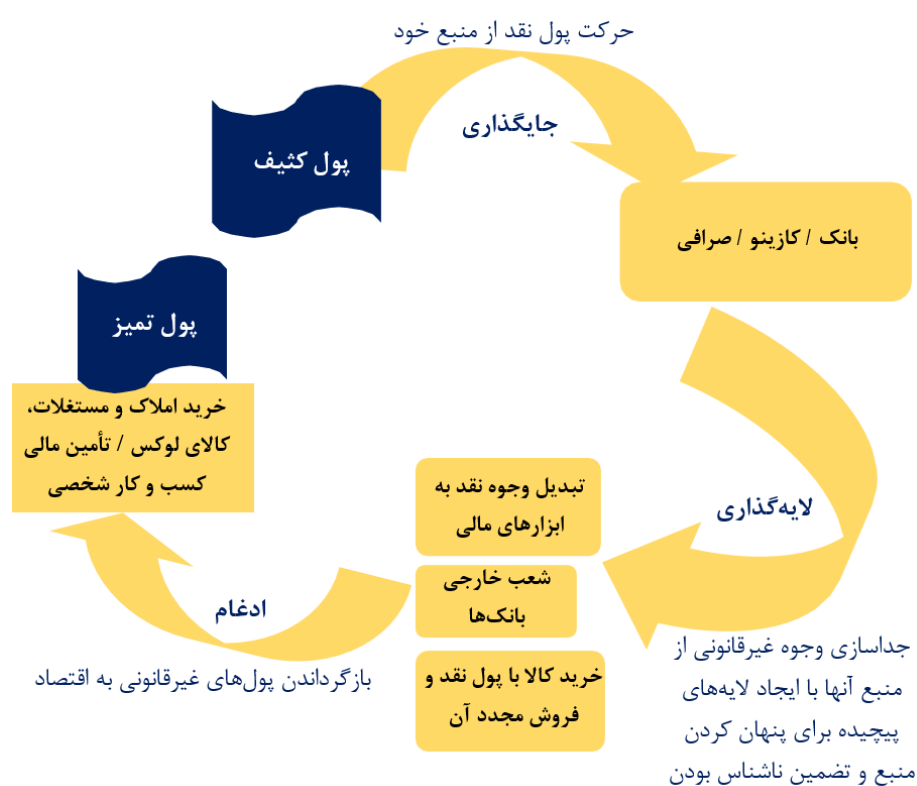 حرکت پول نقد از منبع خود
جایگذاری
پول کثیف
بانک / کازینو / صرافی
پول تمیز
خرید املاک و مستغلات،
کالای لوکس / تأمین مالی
کسب و کار شخصی
لایه‌گذاری
تبدیل وجوه نقد به
ابزارهای مالی
شعب خارجی
بانک‌ها
خرید کالا با پول نقد و
فروش مجدد آن
جداسازی وجوه غیرقانونی از
منبع آنها با ایجاد لایه‌های
پیچیده برای پنهان کردن
منبع و تضمین ناشناس بودن
ادغام
بازگرداندن پول‌های غیرقانونی به اقتصاد